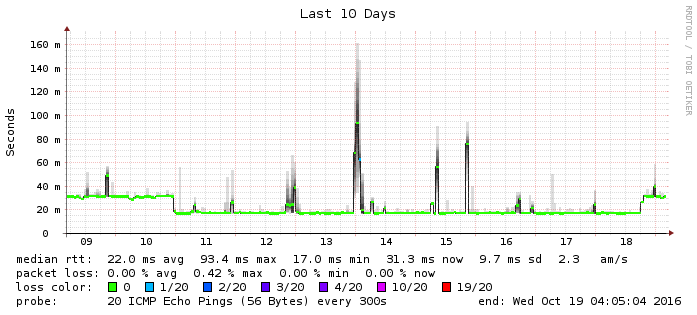 Last 10 Days
RRDTOOL / TOBI OETIKER
Seconds
160 m
140 m
120 m
100 m
80 m
60 m
40 m
20 m
0
09 10 11 12 13 14 15 16 17 18
median rtt: 22.0 ms avg 93.4 ms max 17.0 ms min 31.3 ms now 9.7 ms sd 2.3 am/s
packet loss: 0.00 % avg 0.42 % max 0.00 % min 0.00 % now
loss color: 0 1/20 2/20 3/20 4/20 10/20 19/20
probe: 20 ICMP Echo Pings (56 Bytes) every 300s end: Wed Oct 19 04:05:04 2016